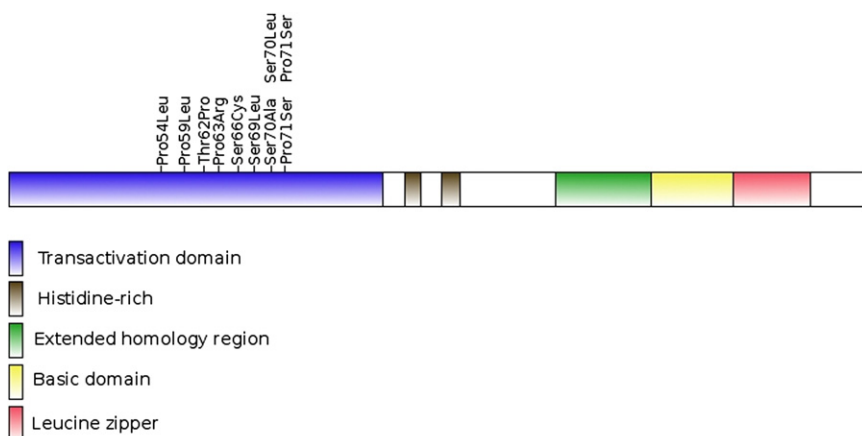 Ser70Leu
Pro71Ser
Pro54Leu
Pro59Leu
Thr62Pro
Pro63Arg
Ser66Cys
Ser69Leu
Ser70Ala
Pro71Ser
Transactivation domain
Histidine-rich
Extended homology region
Basic domain
Leucine zipper